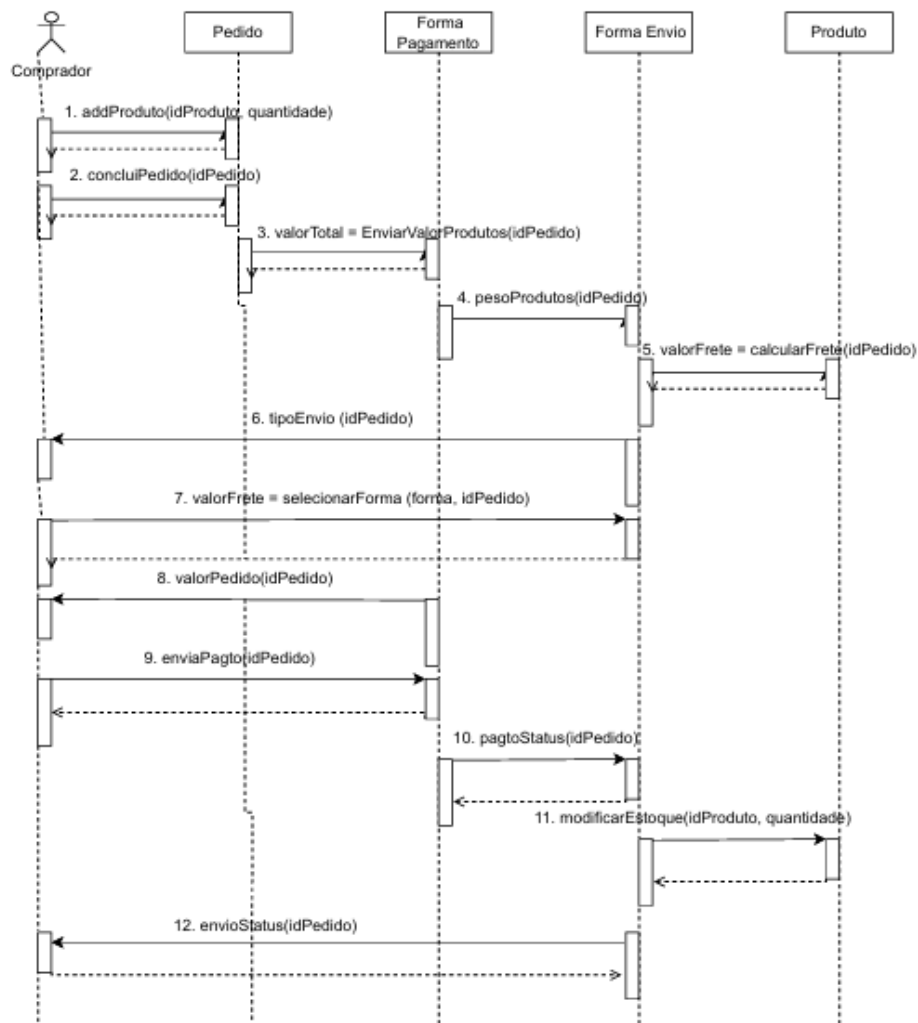 Comprador
Pedido
Forma
Pagamento
Forma Envio
Produto
1. addProduto(idProduto, quantidade)
2. concluiPedido(idPedido)
3. valorTotal = EnviarValorProdutos(idPedido)
4. pesoProdutos(idPedido)
5. valorFrete = calcularFrete(idPedido)
6. tipoEnvio (idPedido)
7. valorFrete = selecionarForma (forma, idPedido)
8. valorPedido(idPedido)
9. enviaPagto(idPedido)
10. pagtoStatus(idPedido)
11. modificarEstoque(idProduto, quantidade)
12. envioStatus(idPedido)